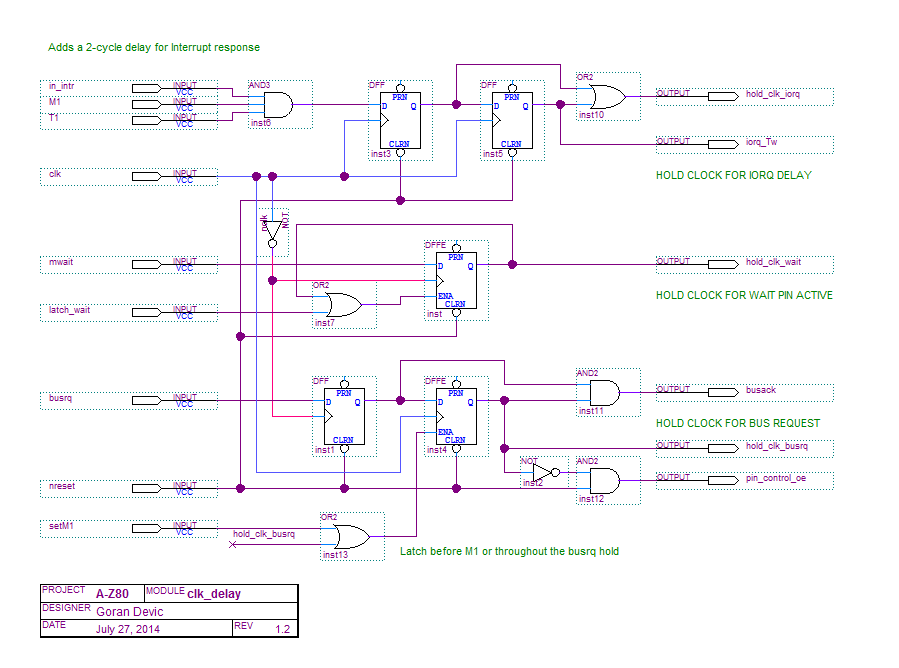 Adds a 2-cycle delay for Interrupt response
in_intr INPUT VCC
M1 INPUT VCC
T1 INPUT VCC
AND3
inst6
DFF
PRN
D Q
CLRN
inst3
DFF
PRN
D Q
CLRN
inst5
OR2
inst10
OUTPUT hold_clk_iorq
OUTPUT iorq_Tw
clk INPUT VCC
HOLD CLOCK FOR IORQ DELAY
nclk NOT
mwait INPUT VCC
DFFE
PRN
D Q
ENA
CLRN
inst
OUTPUT hold_clk_wait
HOLD CLOCK FOR WAIT PIN ACTIVE
latch_wait INPUT VCC
OR2
inst7
busrq INPUT VCC
DFF
PRN
D Q
CLRN
inst1
DFFE
PRN
D Q
ENA
CLRN
inst4
AND2
inst11
OUTPUT busack
HOLD CLOCK FOR BUS REQUEST
OUTPUT hold_clk_busrq
NOT
inst2
AND2
inst12
OUTPUT pin_control_oe
nreset INPUT VCC
setM1 INPUT VCC
hold_clk_busrq
OR2
inst13
Latch before M1 or throughout the busrq hold
PROJECT A-Z80 MODULE clk_delay
DESIGNER Goran Devic
DATE July 27, 2014 REV 1.2